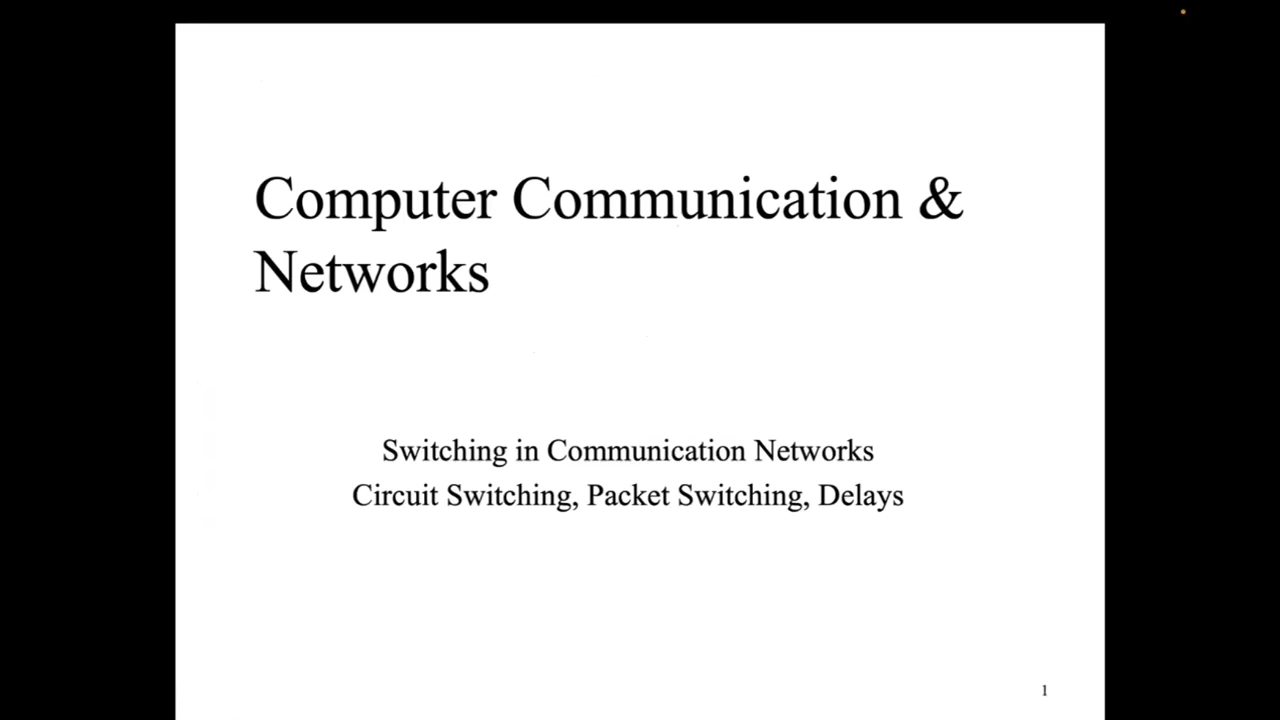 Computer Communication &
Networks
Switching in Communication Networks
Circuit Switching, Packet Switching, Delays
1